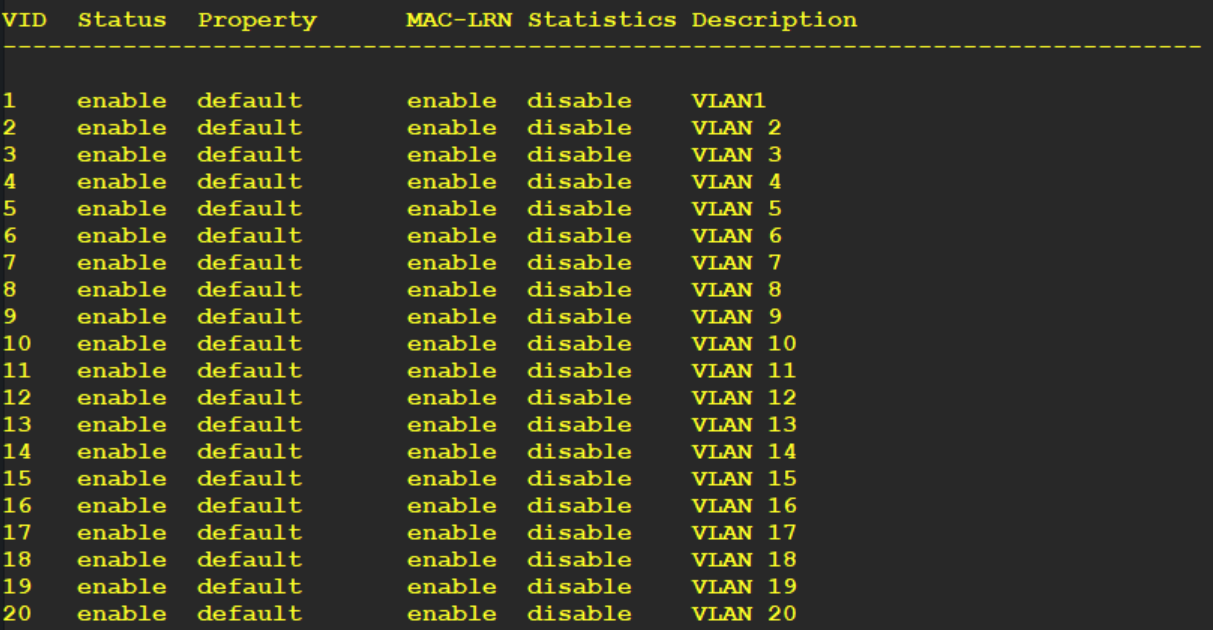 VID  Status  Property      MAC-LRN Statistics Description
--------------------------------------------------------------------------------
1    enable  default       enable  disable    VLAN1
2    enable  default       enable  disable    VLAN 2
3    enable  default       enable  disable    VLAN 3
4    enable  default       enable  disable    VLAN 4
5    enable  default       enable  disable    VLAN 5
6    enable  default       enable  disable    VLAN 6
7    enable  default       enable  disable    VLAN 7
8    enable  default       enable  disable    VLAN 8
9    enable  default       enable  disable    VLAN 9
10   enable  default       enable  disable    VLAN 10
11   enable  default       enable  disable    VLAN 11
12   enable  default       enable  disable    VLAN 12
13   enable  default       enable  disable    VLAN 13
14   enable  default       enable  disable    VLAN 14
15   enable  default       enable  disable    VLAN 15
16   enable  default       enable  disable    VLAN 16
17   enable  default       enable  disable    VLAN 17
18   enable  default       enable  disable    VLAN 18
19   enable  default       enable  disable    VLAN 19
20   enable  default       enable  disable    VLAN 20